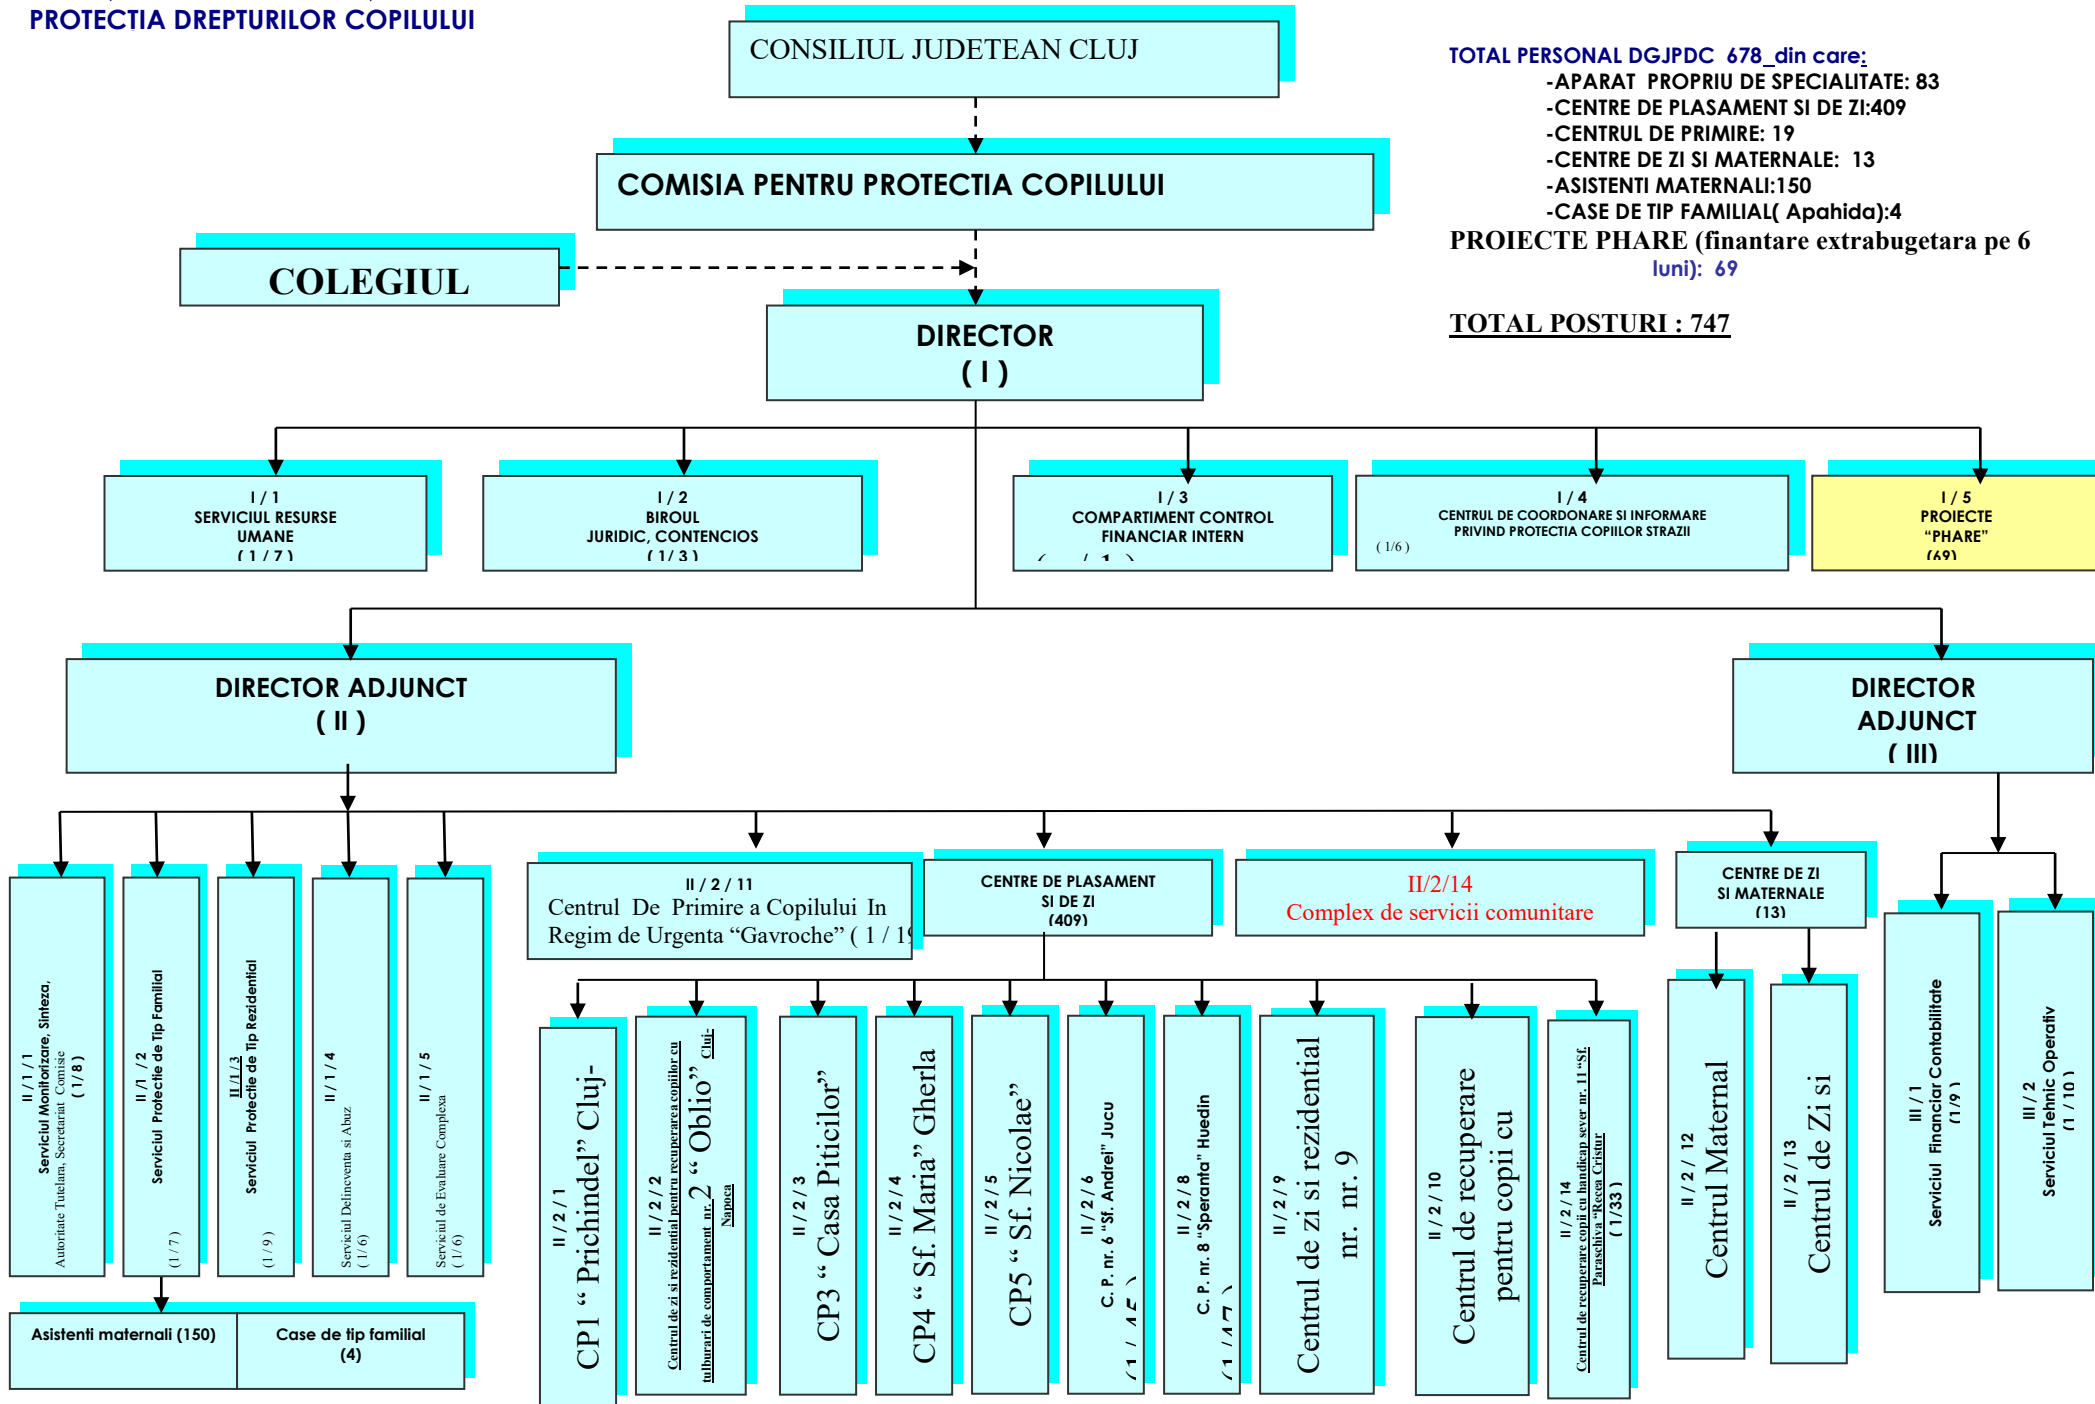 PROTECTIA DREPTURILOR COPILULUI
CONSILIUL JUDETEAN CLUJ
TOTAL PERSONAL DGJPDC 678_din care:
-APARAT PROPRIU DE SPECIALITATE: 83
-CENTRE DE PLASAMENT SI DE ZI:409
-CENTRUL DE PRIMIRE: 19
-CENTRE DE ZI SI MATERNALE: 13
-ASISTENTI MATERNALI:150
-CASE DE TIP FAMILIAL( Apahida):4
PROIECTE PHARE (finantare extrabugetara pe 6
luni): 69
TOTAL POSTURI : 747
COMISIA PENTRU PROTECTIA COPILULUI
COLEGIUL
DIRECTOR
( I )
I / 1
SERVICIUL RESURSE
UMANE
( 1 / 7 )
I / 2
BIROUL
JURIDIC, CONTENCIOS
( 1/ 3 )
I / 3
COMPARTIMENT CONTROL
FINANCIAR INTERN
I / 4
CENTRUL DE COORDONARE SI INFORMARE
PRIVIND PROTECTIA COPIILOR STRAZII
( 1/6 )
I / 5
PROIECTE
“PHARE”
(69)
DIRECTOR ADJUNCT
( II )
DIRECTOR
ADJUNCT
( III)
II / 1 / 1
Serviciul Monitorizare, Sinteza,
Autoritate Tutelara, Secretariat Comisie
( 1 / 8 )
II /1 / 2
Serviciul Protectie de Tip Familial
(1 / 7 )
II /1/ 3
Serviciul Protectie de Tip Rezidential
(1 / 9 )
II / 1 / 4
Serviciul Delincventa si Abuz
( 1/ 6)
II / 1 / 5
Serviciul de Evaluare Complexa
( 1/ 6)
Asistenti maternali (150)
Case de tip familial
(4)
II / 2 / 11
Centrul De Primire a Copilului In
Regim de Urgenta “Gavroche” ( 1 / 19
CENTRE DE PLASAMENT
SI DE ZI
(409)
II/2/14
Complex de servicii comunitare
CENTRE DE ZI
SI MATERNALE
(13)
II / 2 / 1
CP1 “ Prichindel” Cluj-
II / 2 / 2
Centrul de zi si rezidential pentru recuperarea copiilor cu
tulburari de comportament nr. 2 “ Oblio” Cluj-
Napoca
II / 2 / 3
CP3 “ Casa Piticilor”
II / 2 / 4
CP4 “ Sf. Maria” Gherla
II / 2 / 5
CP5 “ Sf. Nicolae”
II / 2 / 6
C. P. nr. 6 “Sf. Andrei” Jucu
II / 2 / 8
C. P. nr. 8 “Speranta” Huedin
II / 2 / 9
Centrul de zi si rezidential
nr. nr. 9
II / 2 / 10
Centrul de recuperare
pentru copii cu
II / 2 / 14
Centrul de recuperare copii cu handicap sever nr. 11 “Sf.
Paraschiva “Recea Cristur
( 1/33 )
II / 2 / 12
Centrul Maternal
II / 2 / 13
Centrul de Zi si
III / 1
Serviciul Financiar Contabilitate
(1/9 )
III / 2
Serviciul Tehnic Operativ
(1 / 10 )